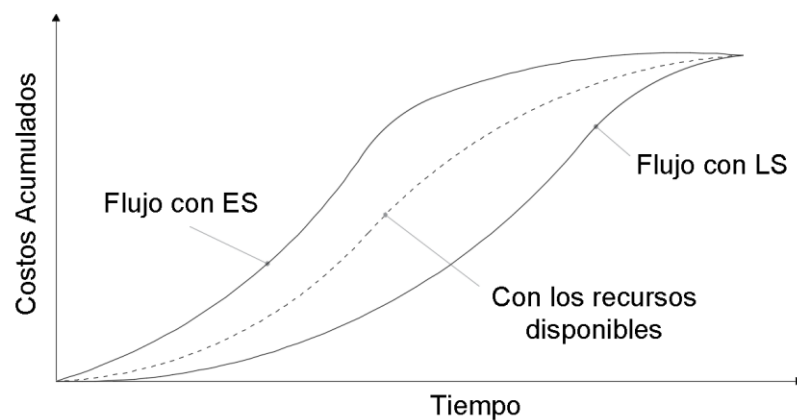 Costos Acumulados
Flujo con ES
Flujo con LS
Con los recursos
disponibles
Tiempo